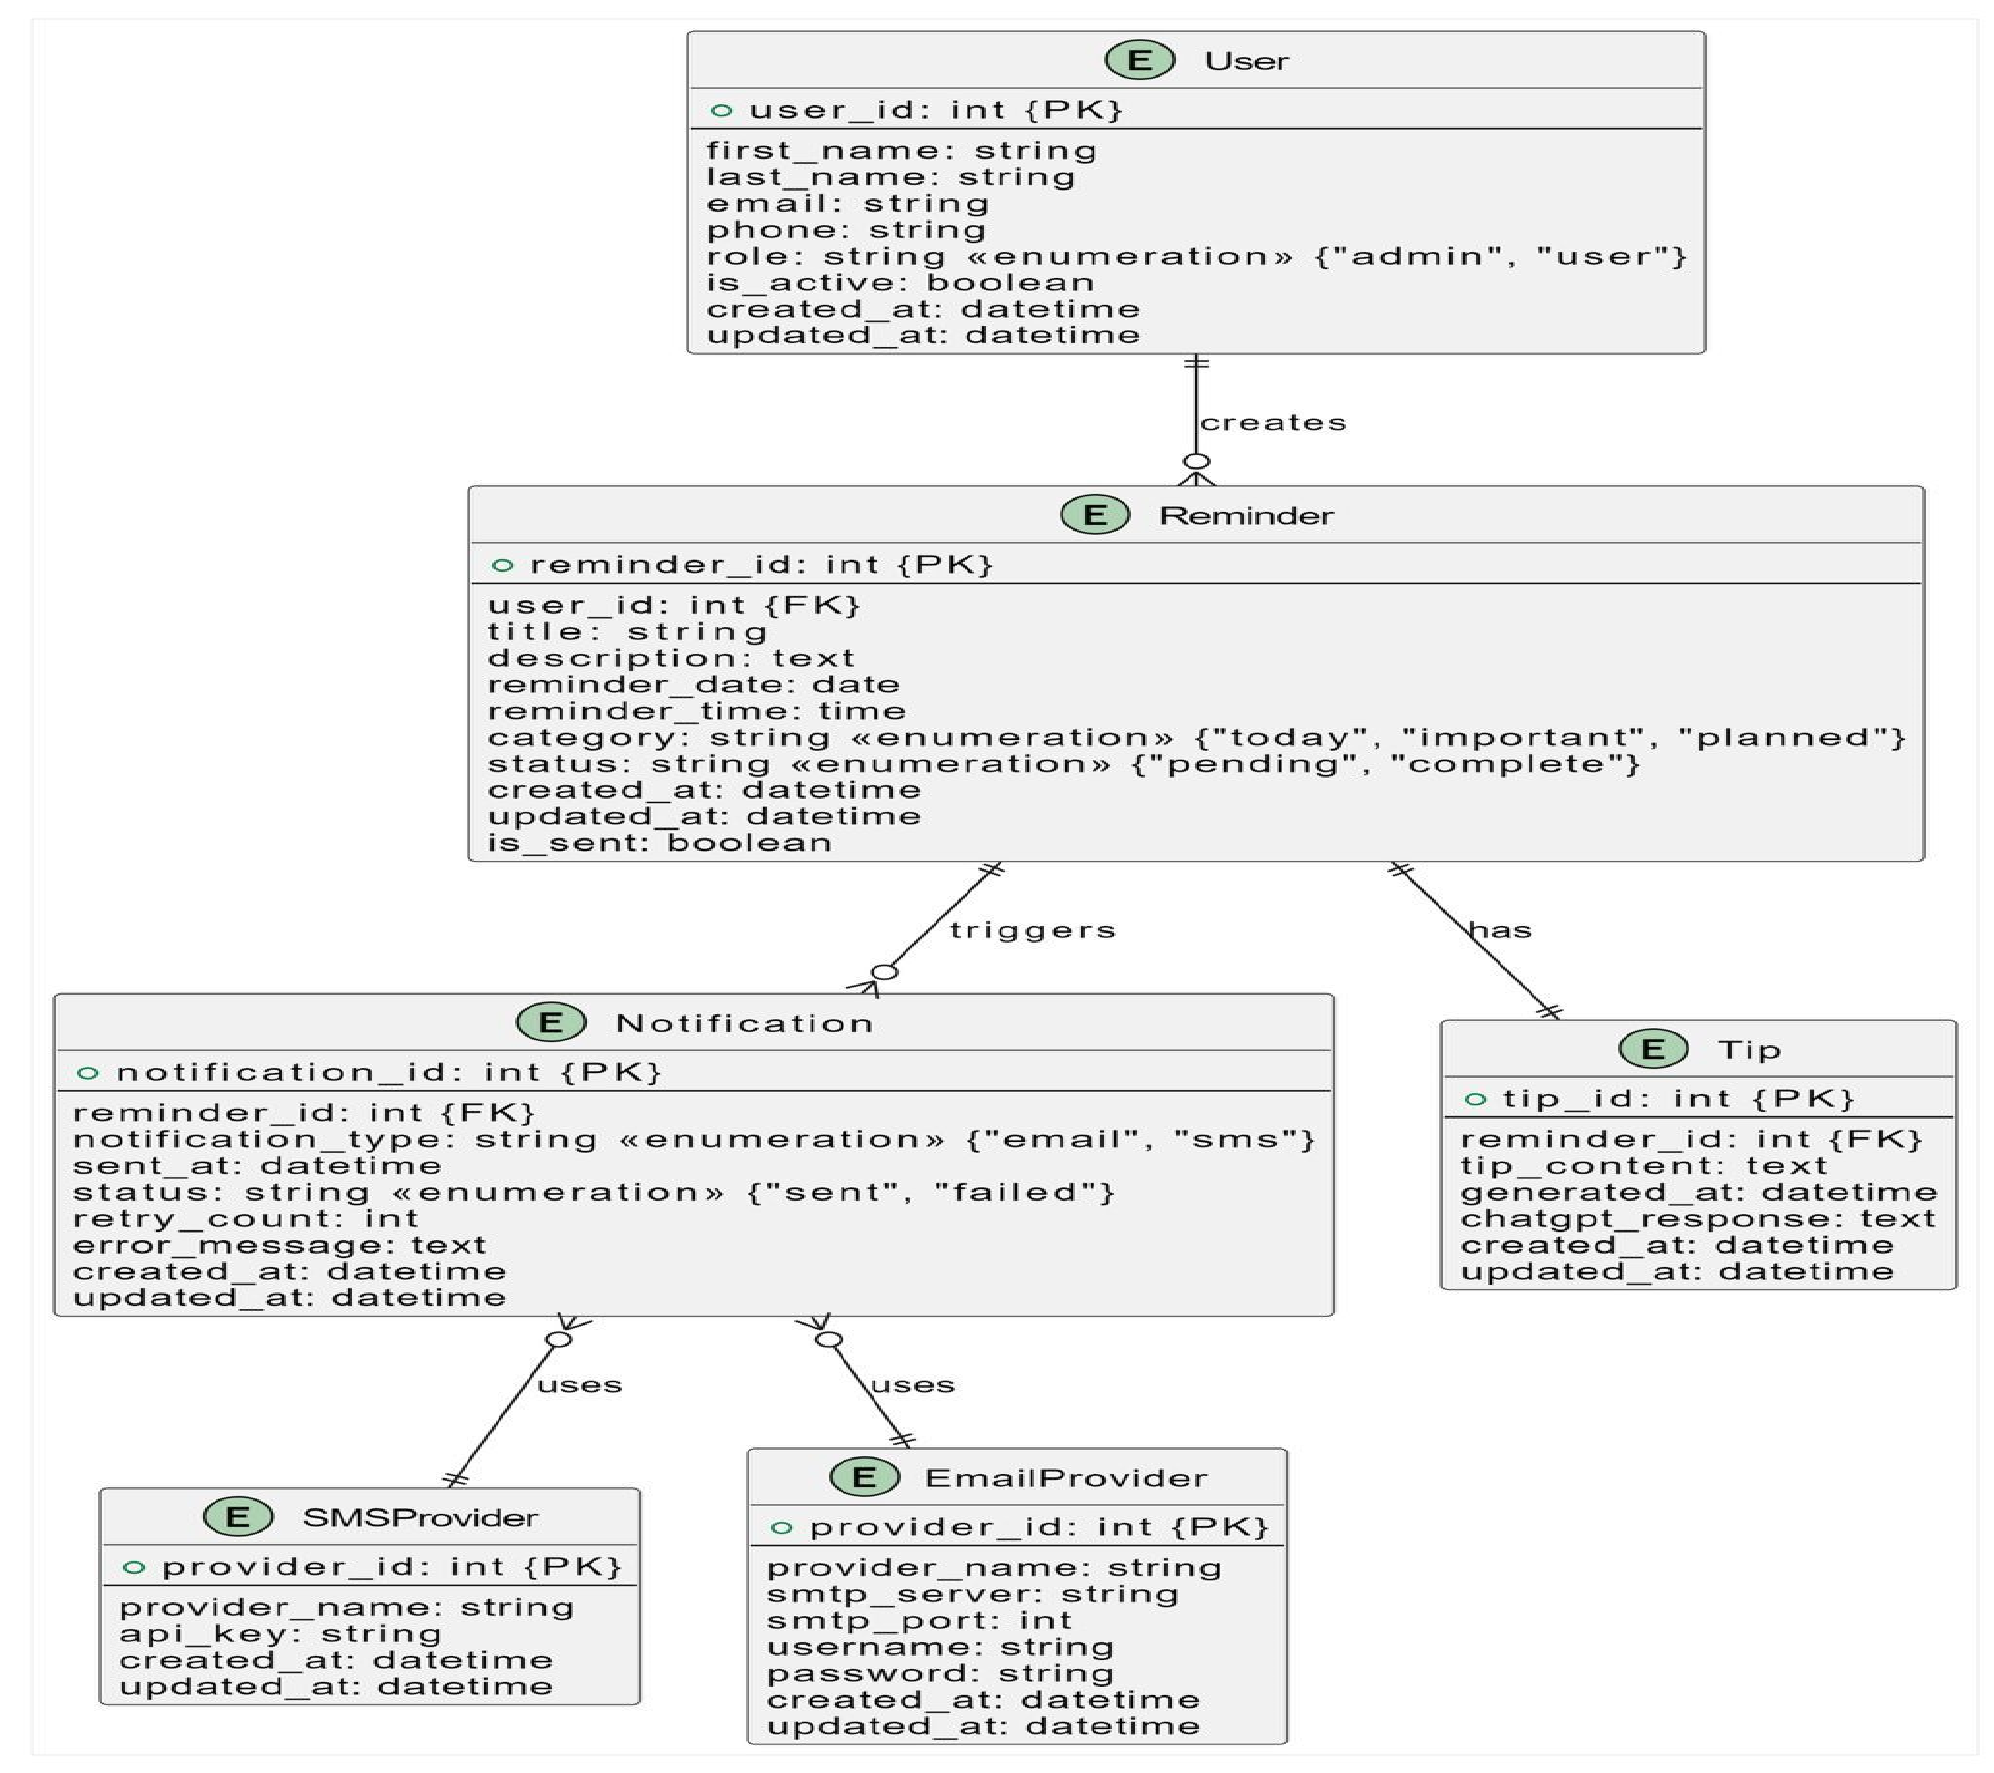 E User
user_id: int {PK}
first_name: string
last_name: string
email: string
phone: string
role: string «enumeration» {"admin", "user"}
is_active: boolean
created_at: datetime
updated_at: datetime
creates
E Reminder
reminder_id: int {PK}
user_id: int {FK}
title: string
description: text
reminder_date: date
reminder_time: time
category: string «enumeration» {"today", "important", "planned"}
status: string «enumeration» {"pending", "complete"}
created_at: datetime
updated_at: datetime
is_sent: boolean
triggers
has
E Notification
notification_id: int {PK}
reminder_id: int {FK}
notification_type: string «enumeration» {"email", "sms"}
sent_at: datetime
status: string «enumeration» {"sent", "failed"}
retry_count: int
error_message: text
created_at: datetime
updated_at: datetime
E Tip
tip_id: int {PK}
reminder_id: int {FK}
tip_content: text
generated_at: datetime
chatgpt_response: text
created_at: datetime
updated_at: datetime
uses
uses
E SMSProvider
provider_id: int {PK}
provider_name: string
api_key: string
created_at: datetime
updated_at: datetime
E EmailProvider
provider_id: int {PK}
provider_name: string
smtp_server: string
smtp_port: int
username: string
password: string
created_at: datetime
updated_at: datetime